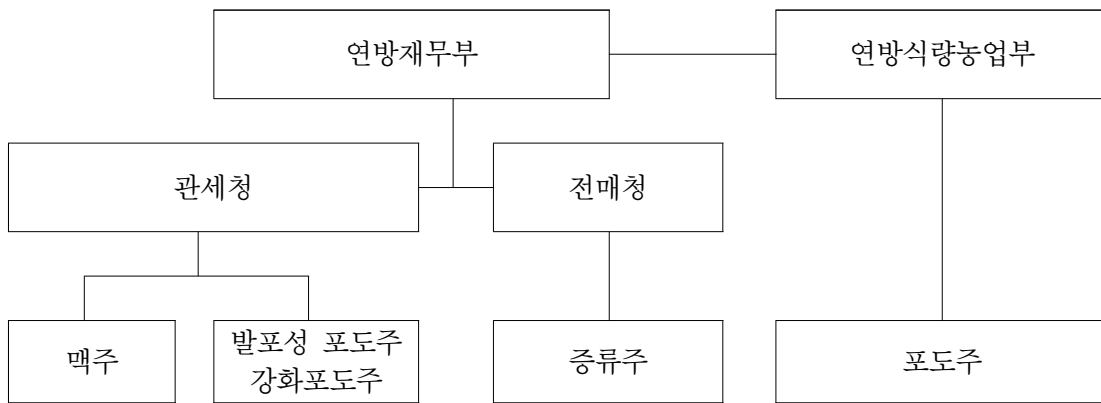 연방재무부
연방식량농업부
관세청
전매청
맥주
발포성 포도주
강화포도주
증류주
포도주